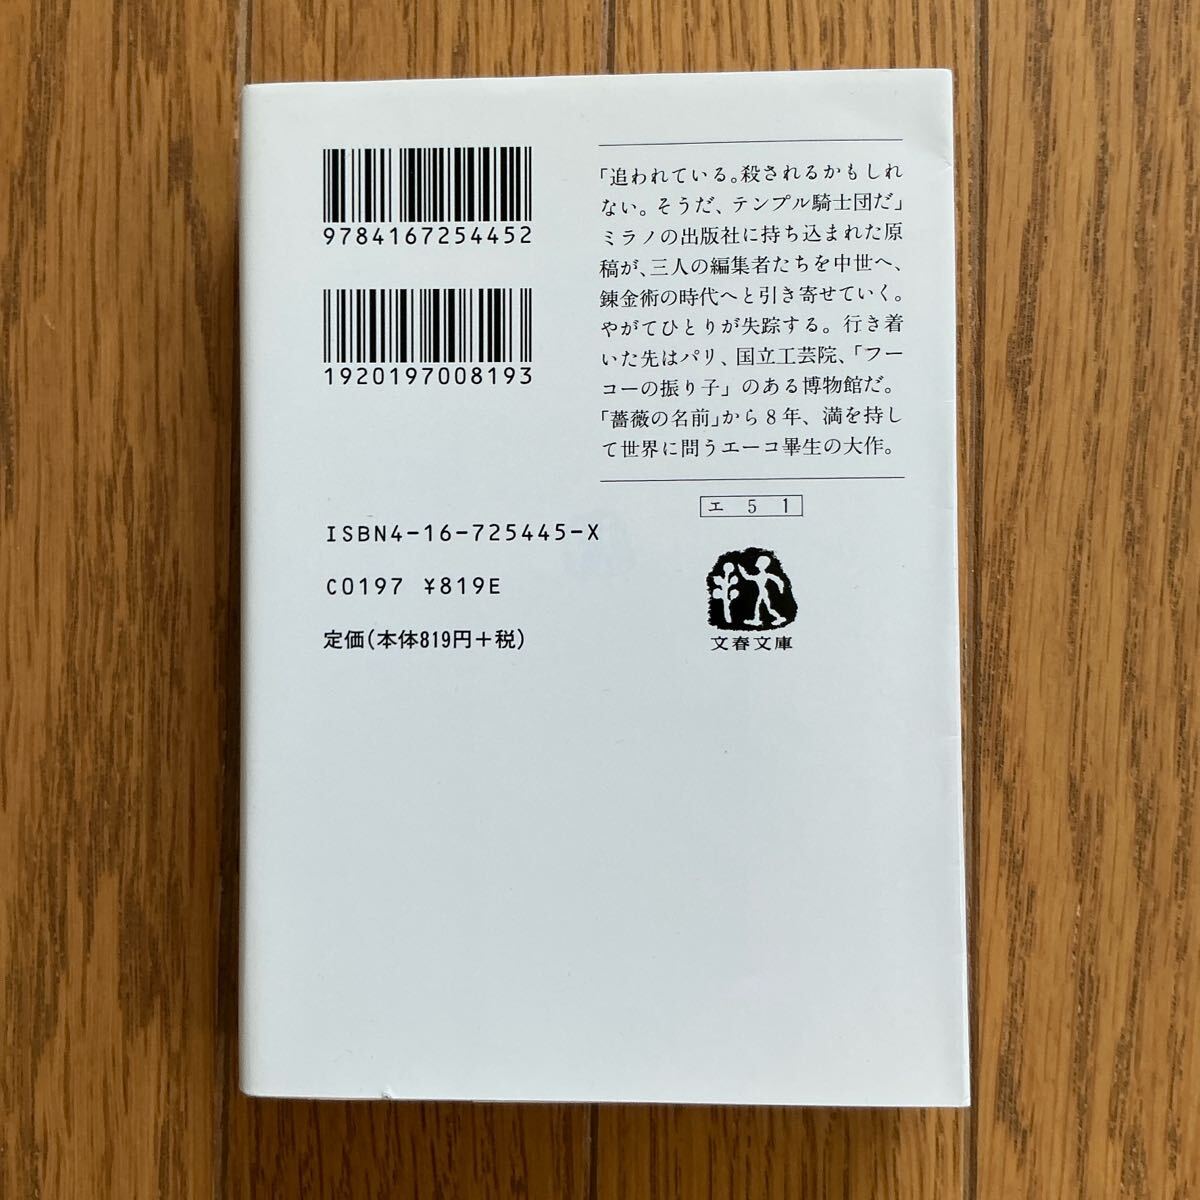 9784167254452
1920197008193
ISBN4-16-725445-X
C0197 ¥819E
定価(本体819円+税)
「追われている。殺されるかもしれ
ない。そうだ、テンプル騎士団だ」
ミラノの出版社に持ち込まれた原
稿が、三人の編集者たちを中世へ、
錬金術の時代へと引き寄せていく。
やがてひとりが失踪する。行き着
いた先はパリ、国立工芸院、「フー
コーの振り子」のある博物館だ。
「薔薇の名前」から8年、満を持し
て世界に問うエーコ畢生の大作。
エ 5 1
文春文庫